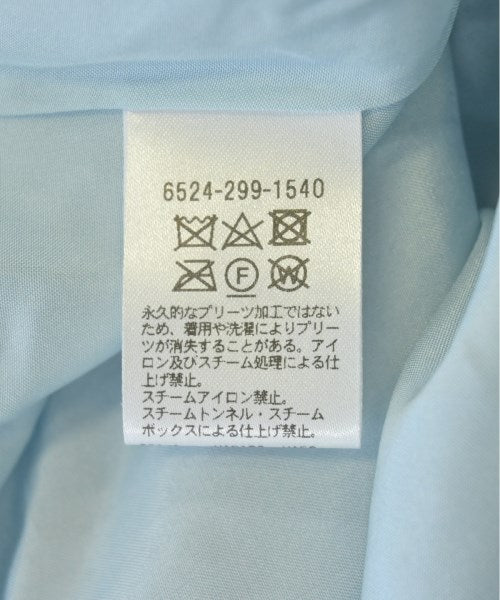 6524-299-1540
F
W
永久的なプリーツ加工ではない
ため、着用や洗濯によりプリー
ツが消失することがある。アイ
ロン及びスチーム処理による仕
上げ禁止。
スチームアイロン禁止。
スチームトンネル・スチーム
ボックスによる仕上げ禁止。